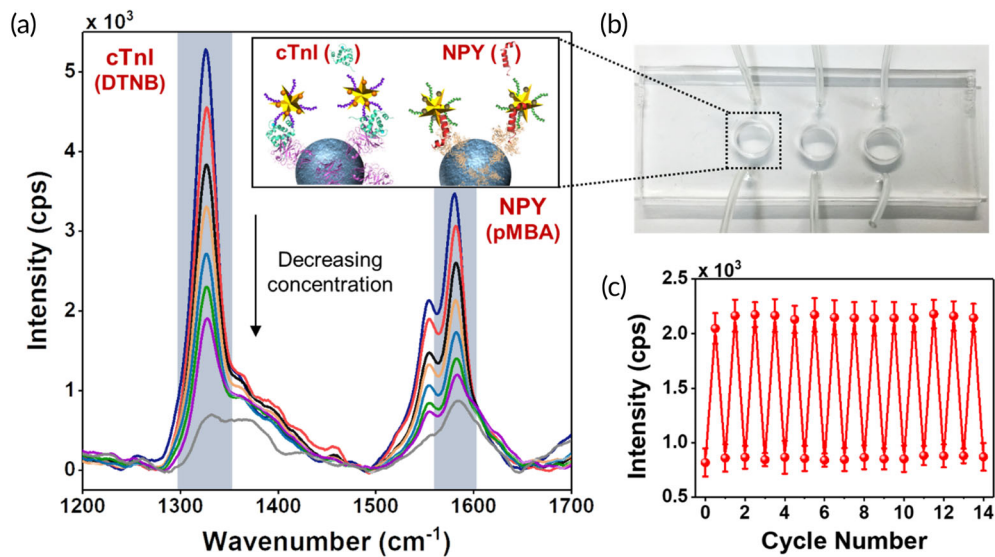 (a)
x 10³
cTnI
(DTNB)
cTnI ( )
NPY ( )
NPY
(pMBA)
Decreasing
concentration
5
4
3
2
1
0
Intensity (cps)
1200
1300
1400
1500
1600
1700
Wavenumber (cm⁻¹)
(b)
(c)
x 10³
2.5
2.0
1.5
1.0
0.5
Intensity (cps)
0
2
4
6
8
10
12
14
Cycle Number